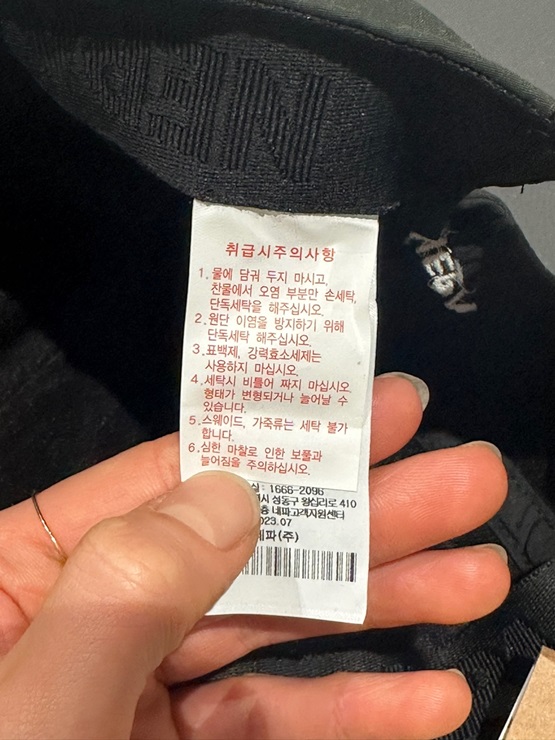 취급시주의사항
1.물에 담궈 두지 마시고,
찬물에서 오염 부분만 손세탁,
단독세탁을 해주십시오.
2.원단 이염을 방지하기 위해
단독세탁 해주십시오.
3.표백제, 강력효소세제는
사용하지 마십시오.
4.세탁시 비틀어 짜지 마십시오.
형태가 변형되거나 늘어날 수
있습니다.
5.스웨이드, 가죽류는 세탁 불가
합니다.
6.심한 마찰로 인한 보풀과
늘어짐을 주의하십시오.
: 1666-2096
성동구 왕십리로 410
층 네파고객지원센터
023.07
네파(주)